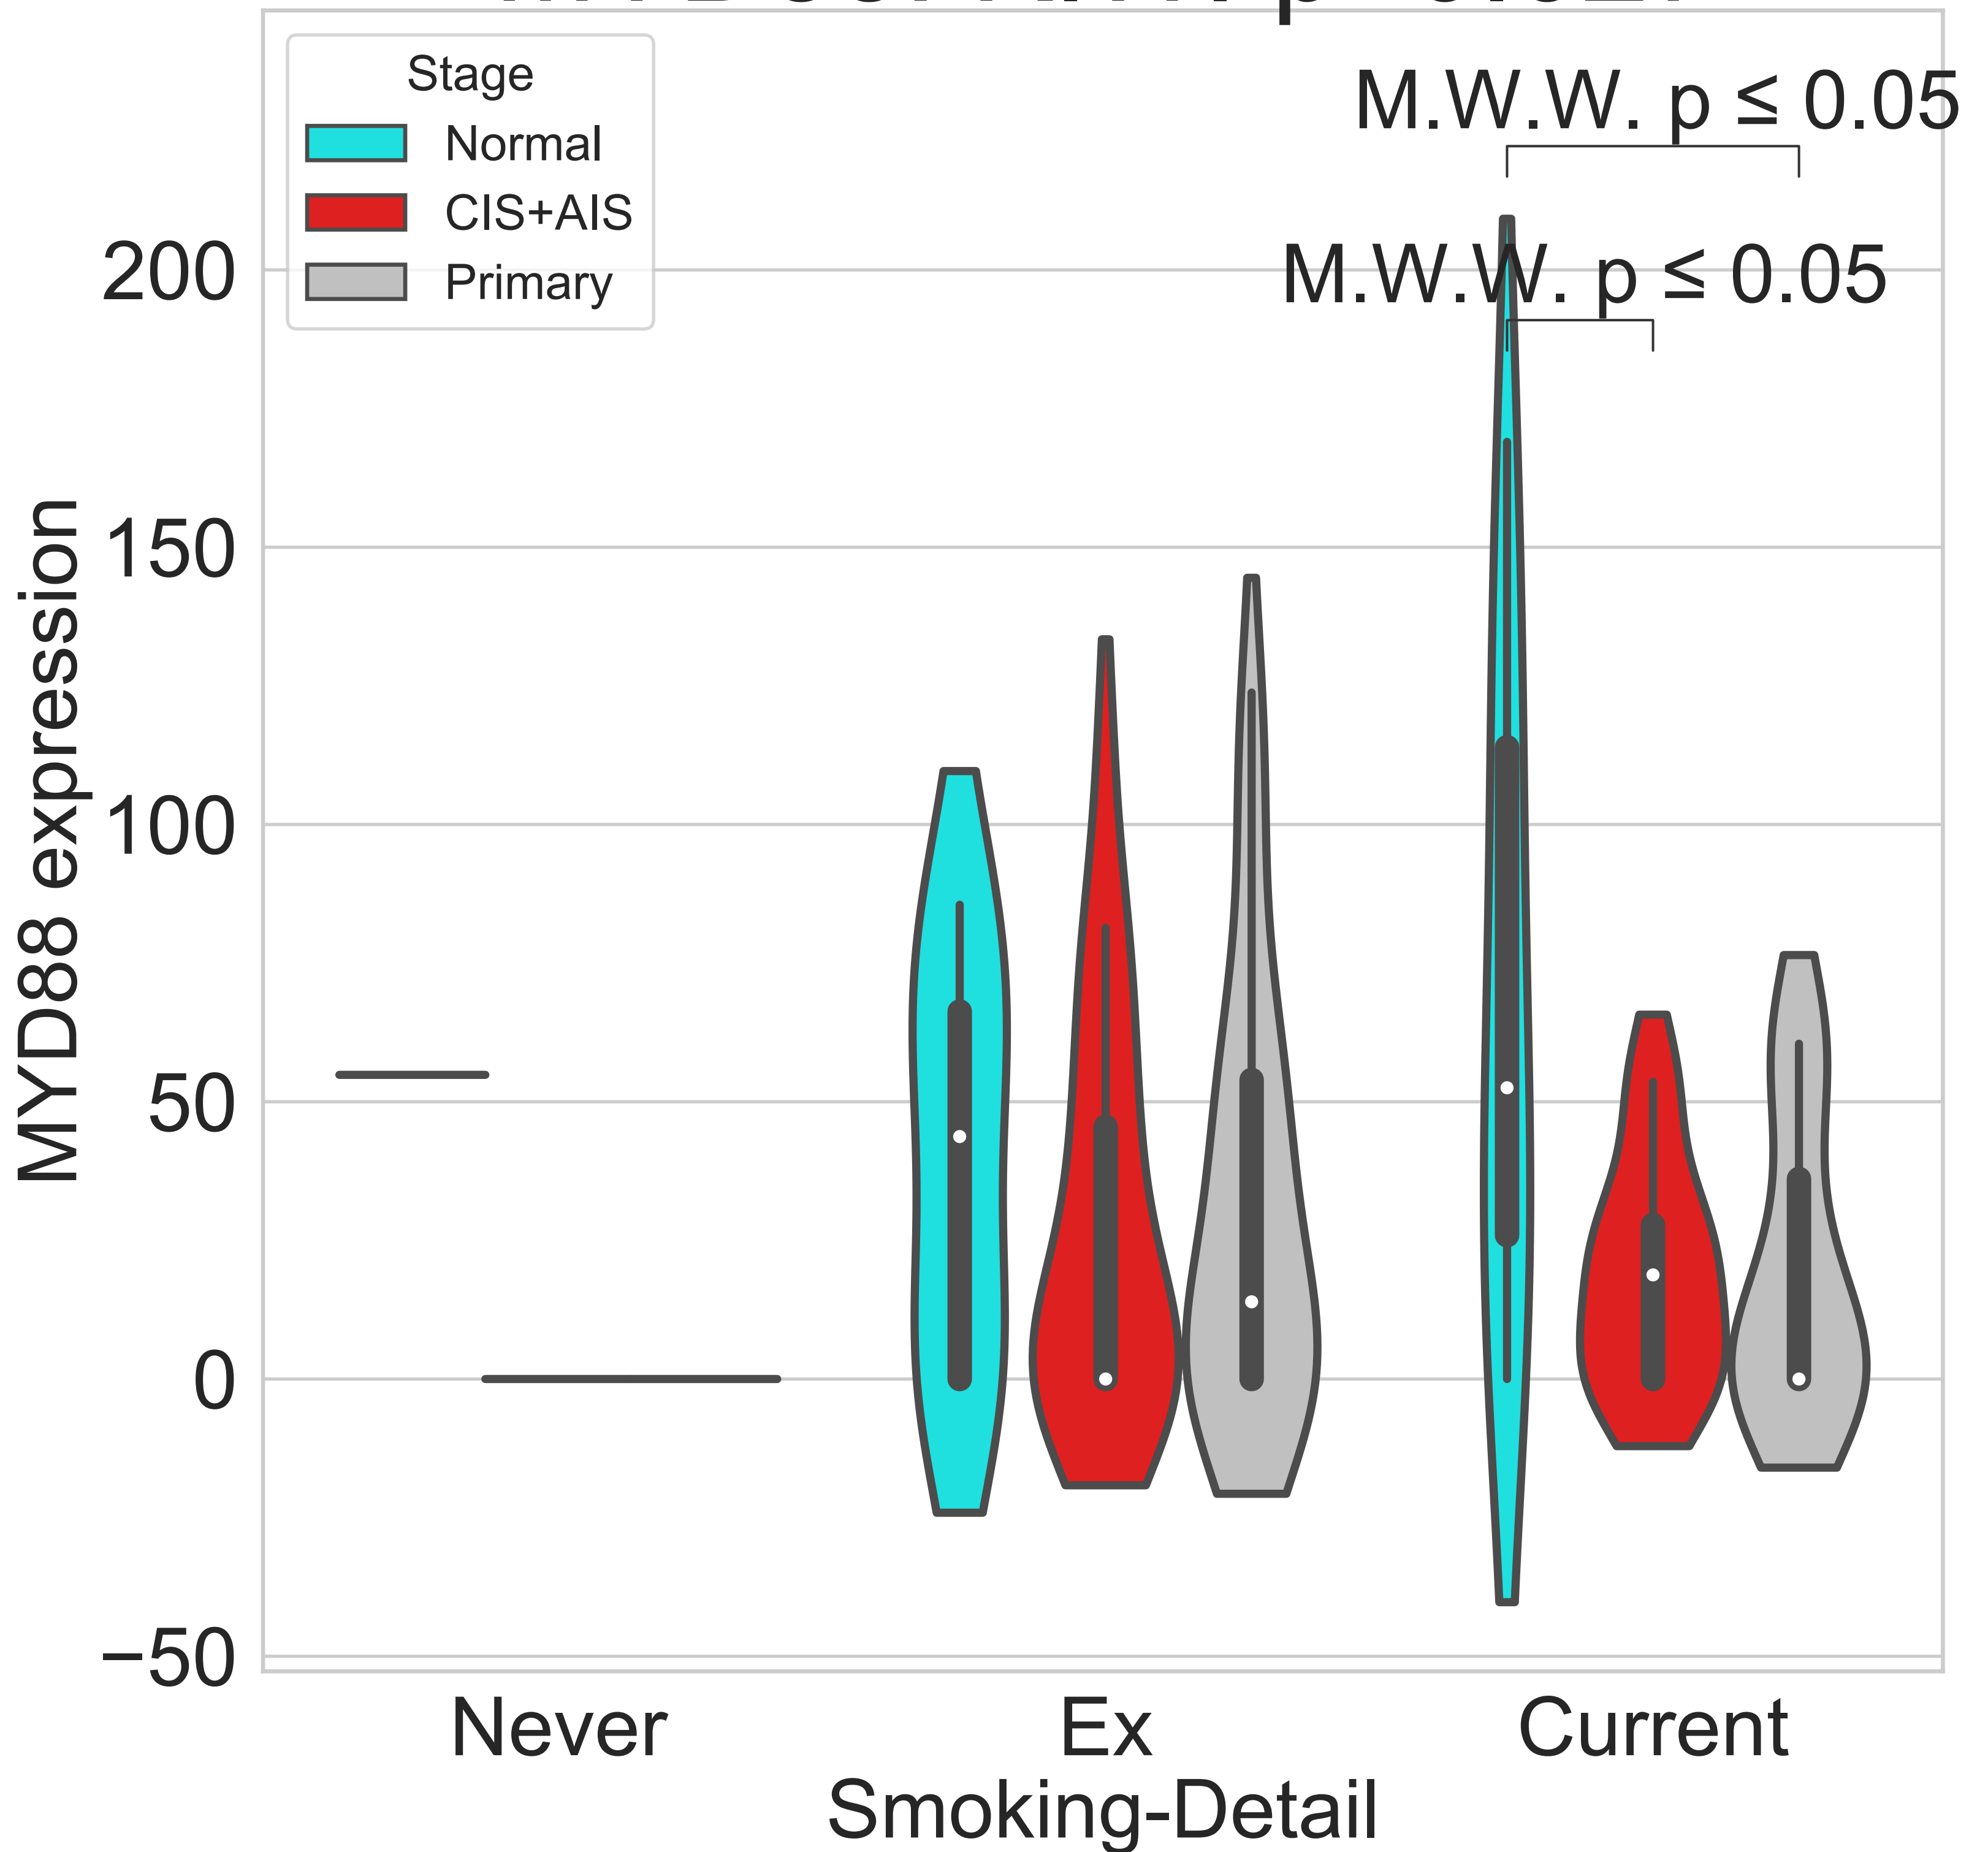 Stage
Normal
CIS+AIS
Primary
M.W.W. p ≤ 0.05
M.W.W. p ≤ 0.05
MYD88 expression
200
150
100
50
0
−50
Never
Ex
Current
Smoking-Detail